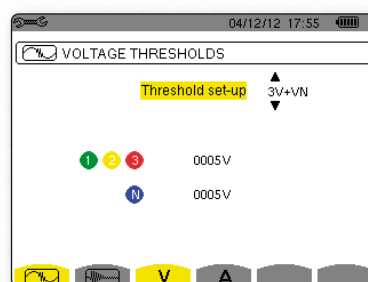 04/12/12 17:55
VOLTAGE THRESHOLDS
Threshold set-up 3V+VN
1 2 3 0005V
N 0005V
V A